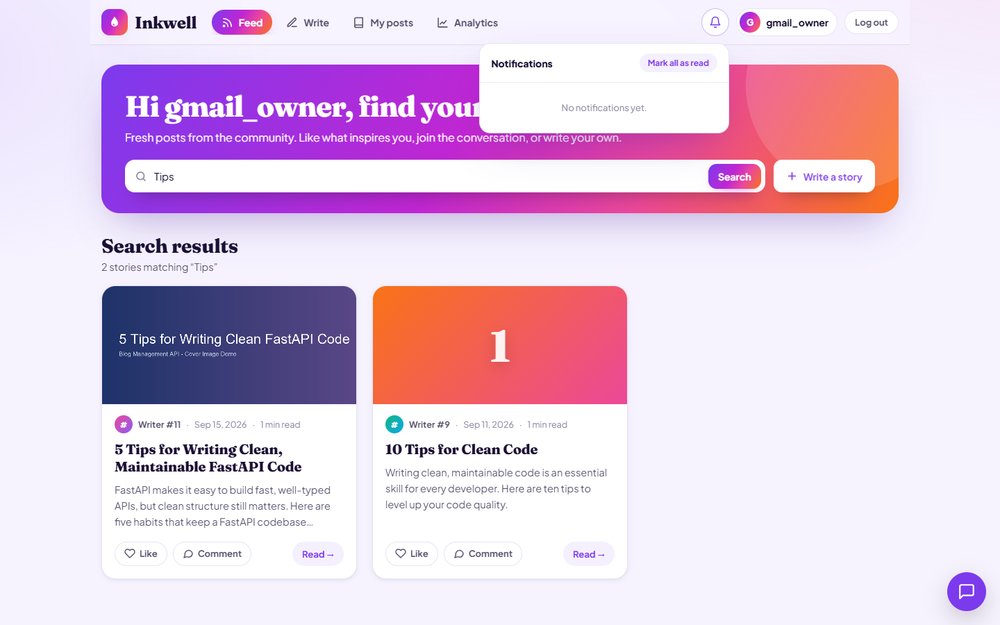 Inkwell
Feed
Write
My posts
Analytics
G
gmail_owner
Log out
Notifications
Mark all as read
No notifications yet.
Hi gmail_owner, find your
Fresh posts from the community. Like what inspires you, join the conversation, or write your own.
Tips
Search
Write a story
Search results
2 stories matching “Tips”
5 Tips for Writing Clean FastAPI Code
Blog Management API - Cover Image Demo
# Writer #11 · Sep 15, 2026 · 1 min read
5 Tips for Writing Clean,
Maintainable FastAPI Code
FastAPI makes it easy to build fast, well-typed
APIs, but clean structure still matters. Here are
five habits that keep a FastAPI codebase…
Like
Comment
Read →
1
# Writer #9 · Sep 11, 2026 · 1 min read
10 Tips for Clean Code
Writing clean, maintainable code is an essential
skill for every developer. Here are ten tips to
level up your code quality.
Like
Comment
Read →